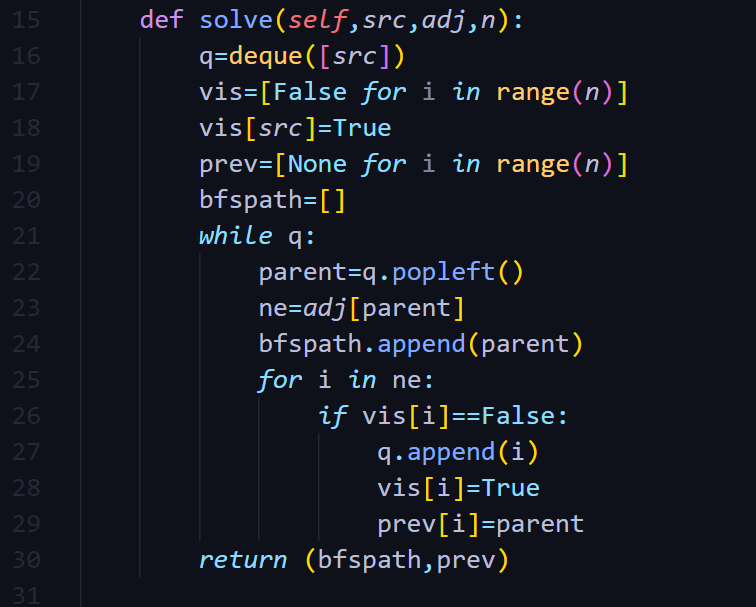 15 def solve(self,src,adj,n):
16 q=deque([src])
17 vis=[False for i in range(n)]
18 vis[src]=True
19 prev=[None for i in range(n)]
20 bfspath=[]
21 while q:
22 parent=q.popleft()
23 ne=adj[parent]
24 bfspath.append(parent)
25 for i in ne:
26 if vis[i]==False:
27 q.append(i)
28 vis[i]=True
29 prev[i]=parent
30 return (bfspath,prev)
31